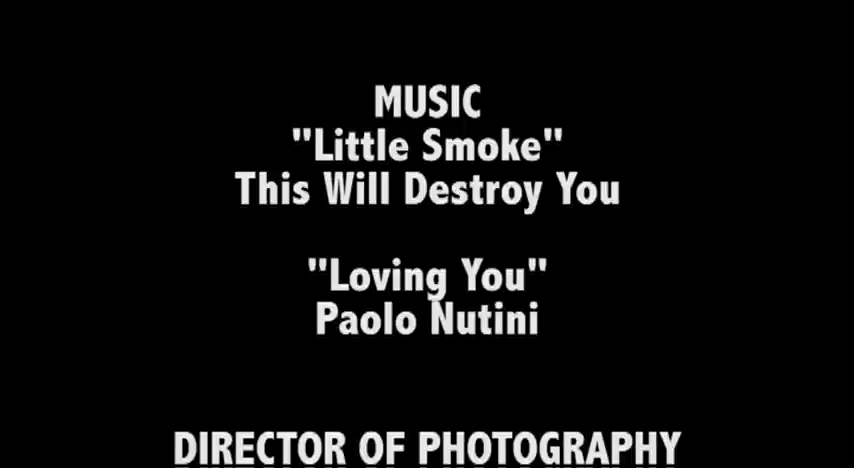 MUSIC
"Little Smoke"
This Will Destroy You
"Loving You"
Paolo Nutini
DIRECTOR OF PHOTOGRAPHY